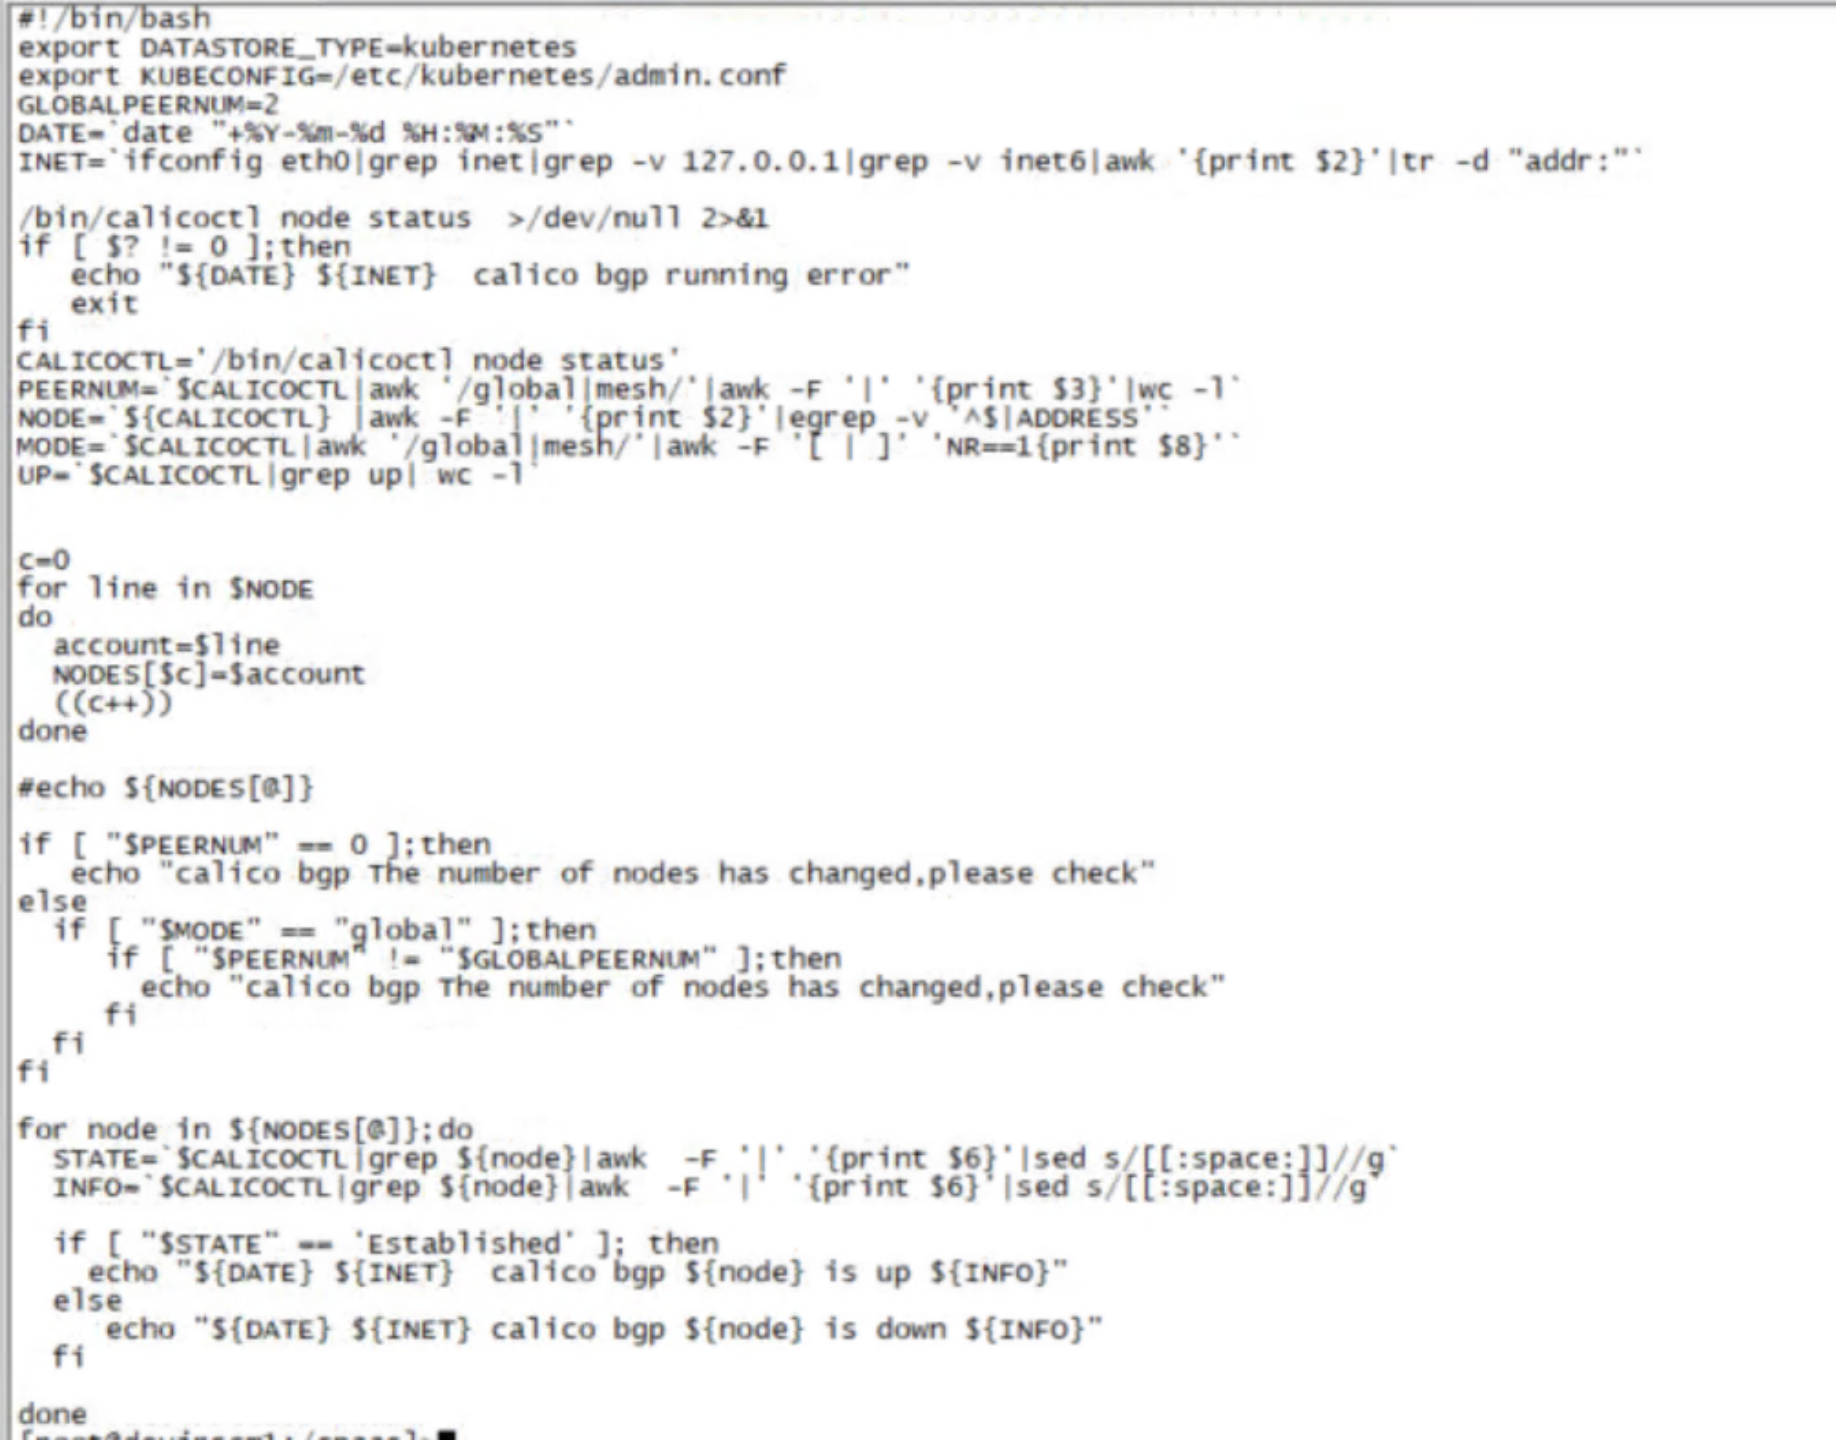 #!/bin/bash
export DATASTORE_TYPE=kubernetes
export KUBECONFIG=/etc/kubernetes/admin.conf
GLOBALPEERNUM=2
DATE=`date "+%Y-%m-%d %H:%M:%S"`
INET=`ifconfig eth0|grep inet|grep -v 127.0.0.1|grep -v inet6|awk '{print $2}'|tr -d "addr:"`

/bin/calicoctl node status  >/dev/null 2>&1
if [ $? != 0 ];then
   echo "${DATE} ${INET}  calico bgp running error"
   exit
fi
CALICOCTL='/bin/calicoctl node status'
PEERNUM=`$CALICOCTL|awk '/global|mesh/'|awk -F '|' '{print $3}'|wc -l`
NODE=`${CALICOCTL} |awk -F '|' '{print $2}'|egrep -v '^$|ADDRESS'`
MODE=`$CALICOCTL|awk '/global|mesh/'|awk -F '[ | ]' 'NR==1{print $8}'`
UP=`$CALICOCTL|grep up| wc -l`

c=0
for line in $NODE
do
  account=$line
  NODES[$c]=$account
  ((c++))
done

#echo ${NODES[@]}

if [ "$PEERNUM" == 0 ];then
   echo "calico bgp The number of nodes has changed,please check"
else
  if [ "$MODE" == "global" ];then
     if [ "$PEERNUM" != "$GLOBALPEERNUM" ];then
       echo "calico bgp The number of nodes has changed,please check"
     fi
  fi
fi

for node in ${NODES[@]};do
  STATE=`$CALICOCTL|grep ${node}|awk  -F '|' '{print $6}'|sed s/[[:space:]]//g`
  INFO=`$CALICOCTL|grep ${node}|awk  -F '|' '{print $6}'|sed s/[[:space:]]//g`

  if [ "$STATE" == 'Established' ]; then
    echo "${DATE} ${INET}  calico bgp ${node} is up ${INFO}"
  else
     echo "${DATE} ${INET} calico bgp ${node} is down ${INFO}"
  fi

done